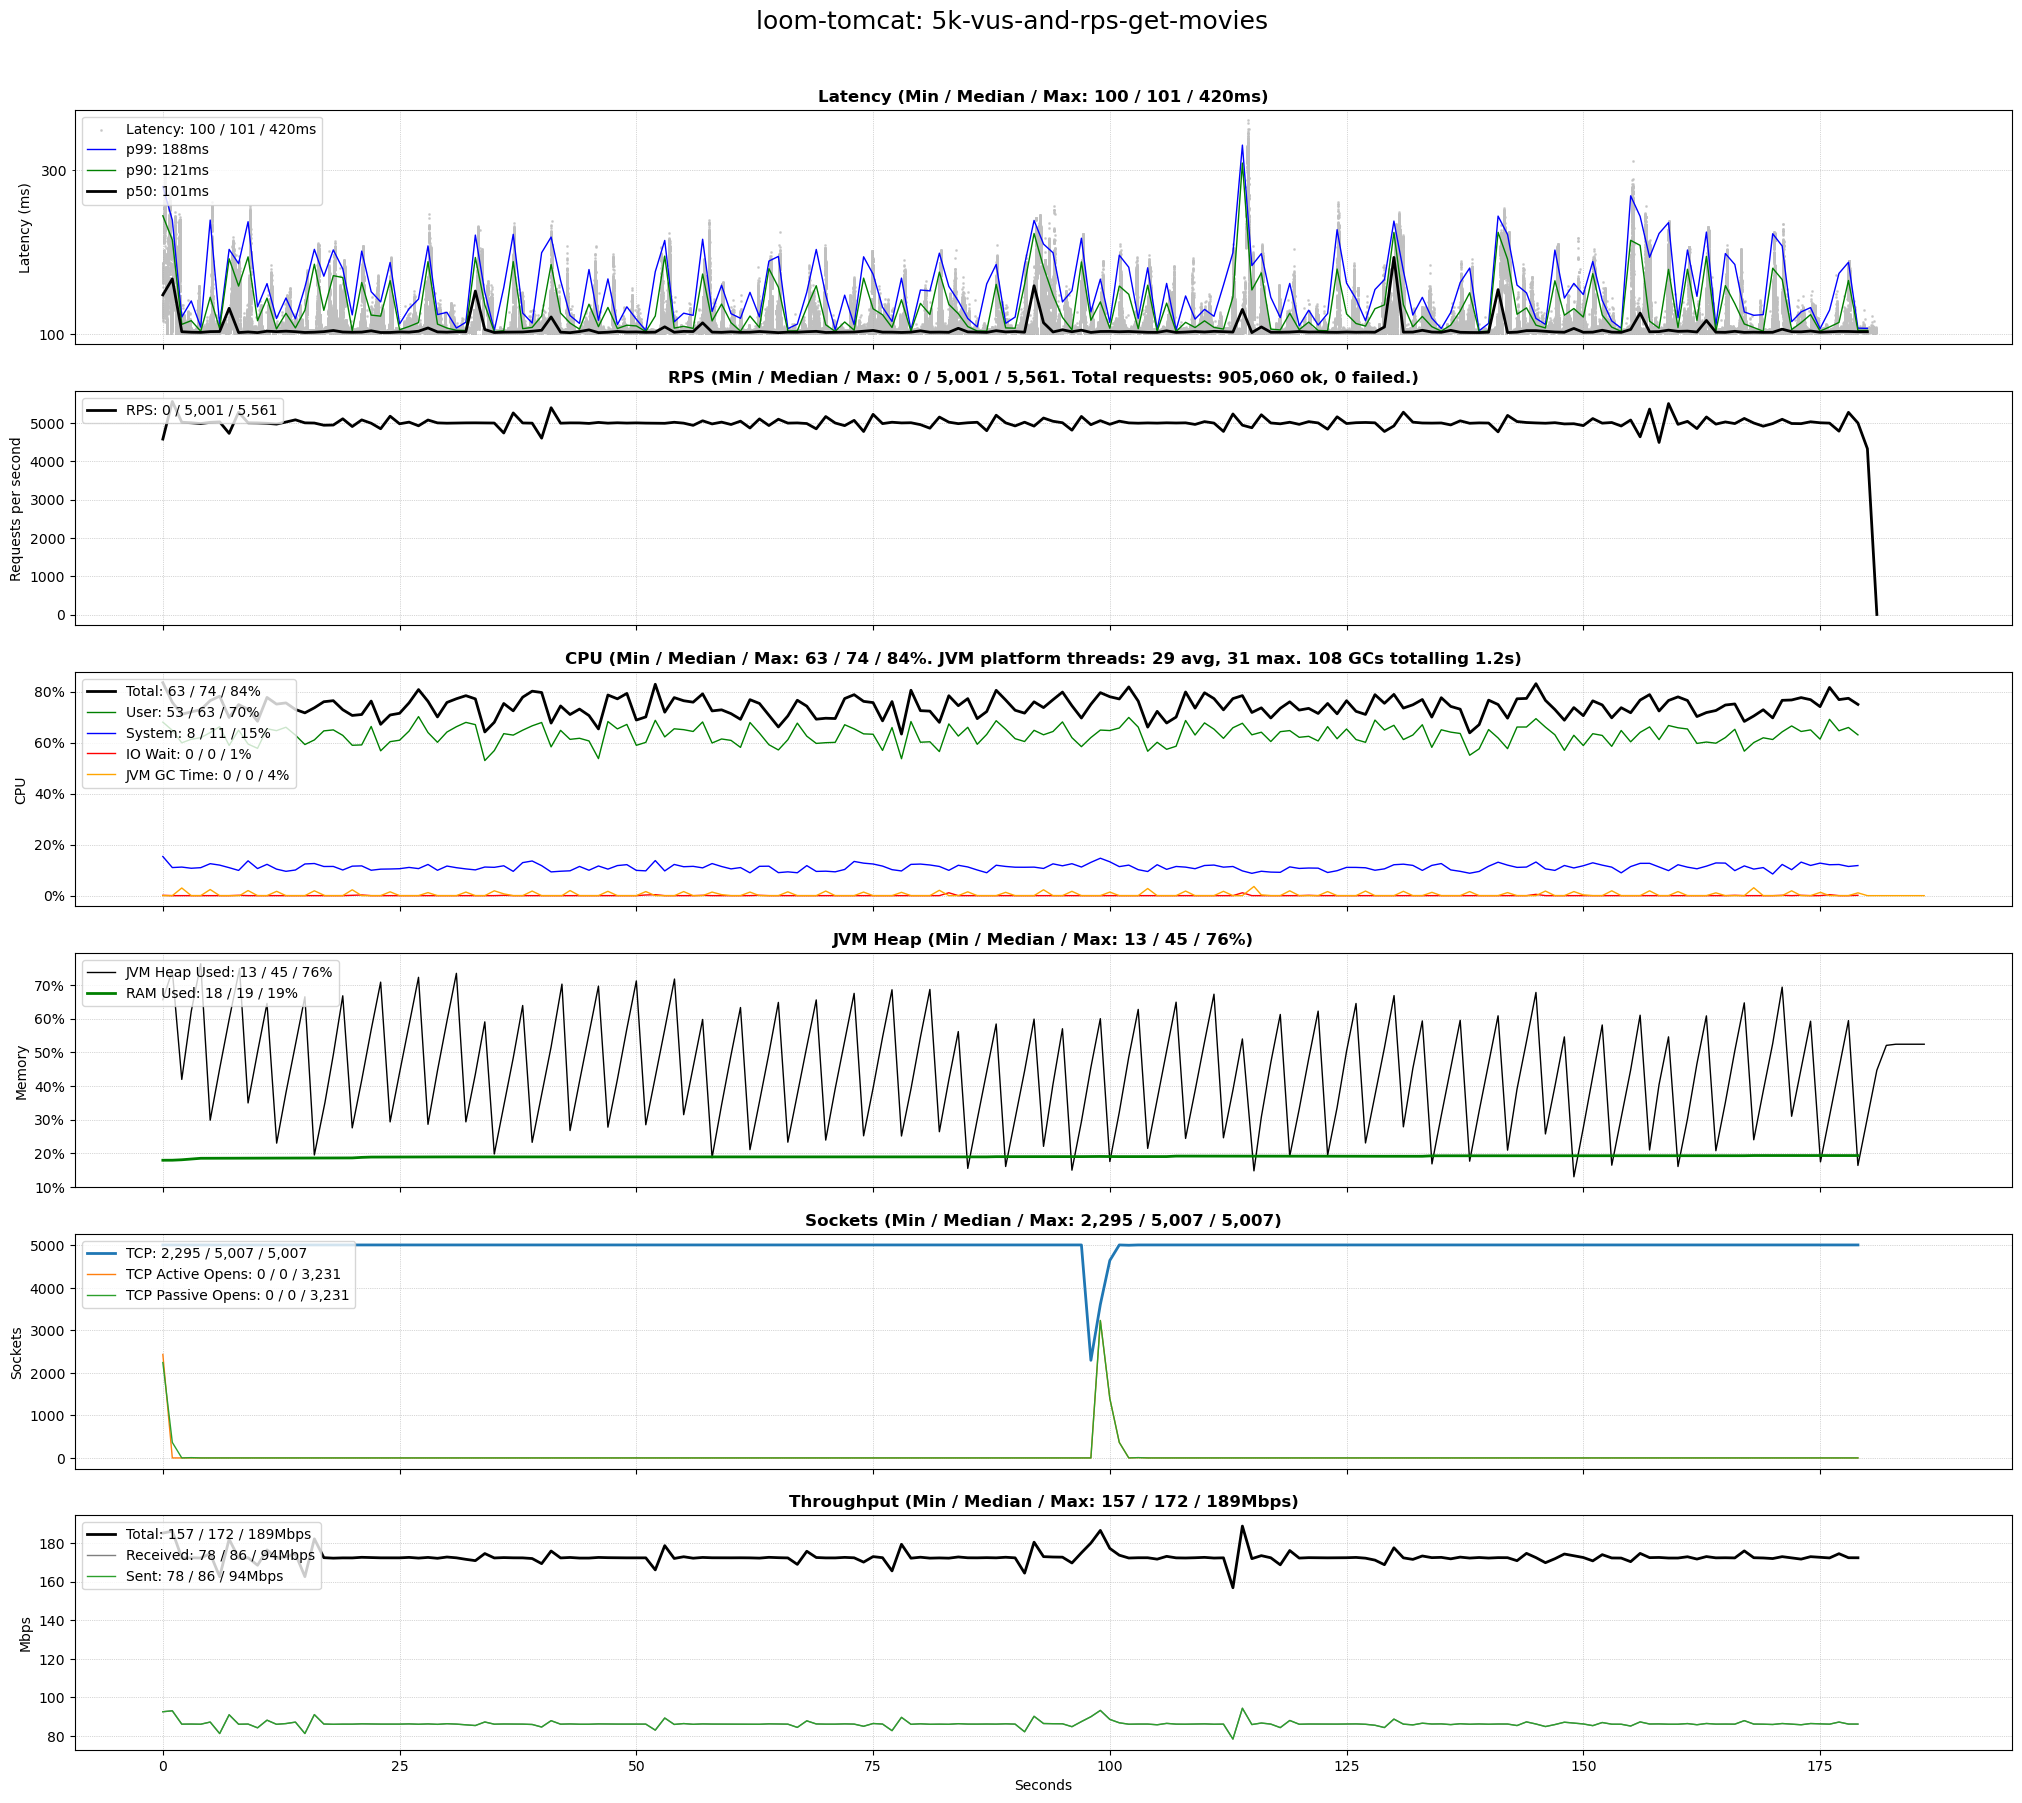 loom-tomcat: 5k-vus-and-rps-get-movies
Latency (Min / Median / Max: 100 / 101 / 420ms)
Latency: 100 / 101 / 420ms
p99: 188ms
p90: 121ms
p50: 101ms
300
100
Latency (ms)
RPS (Min / Median / Max: 0 / 5,001 / 5,561. Total requests: 905,060 ok, 0 failed.)
RPS: 0 / 5,001 / 5,561
5000
4000
3000
2000
1000
0
Requests per second
CPU (Min / Median / Max: 63 / 74 / 84%. JVM platform threads: 29 avg, 31 max. 108 GCs totalling 1.2s)
Total: 63 / 74 / 84%
User: 53 / 63 / 70%
System: 8 / 11 / 15%
IO Wait: 0 / 0 / 1%
JVM GC Time: 0 / 0 / 4%
80%
60%
40%
20%
0%
CPU
JVM Heap (Min / Median / Max: 13 / 45 / 76%)
JVM Heap Used: 13 / 45 / 76%
RAM Used: 18 / 19 / 19%
70%
60%
50%
40%
30%
20%
10%
Memory
Sockets (Min / Median / Max: 2,295 / 5,007 / 5,007)
TCP: 2,295 / 5,007 / 5,007
TCP Active Opens: 0 / 0 / 3,231
TCP Passive Opens: 0 / 0 / 3,231
5000
4000
3000
2000
1000
0
Sockets
Throughput (Min / Median / Max: 157 / 172 / 189Mbps)
Total: 157 / 172 / 189Mbps
Received: 78 / 86 / 94Mbps
Sent: 78 / 86 / 94Mbps
180
160
140
120
100
80
Mbps
0 25 50 75 100 125 150 175
Seconds